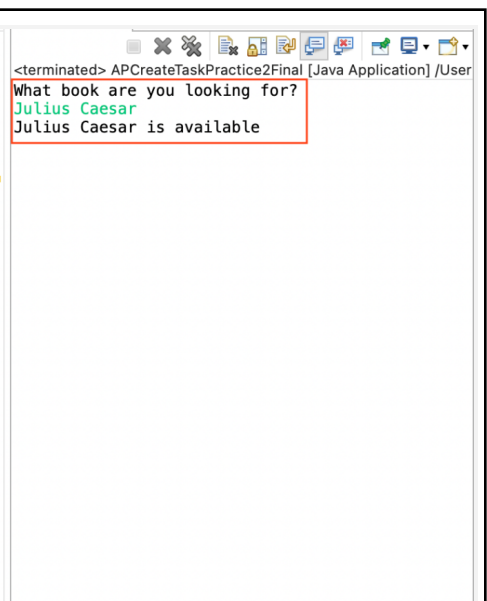 <terminated> APCreateTaskPractice2Final [Java Application] /User
What book are you looking for?
Julius Caesar
Julius Caesar is available